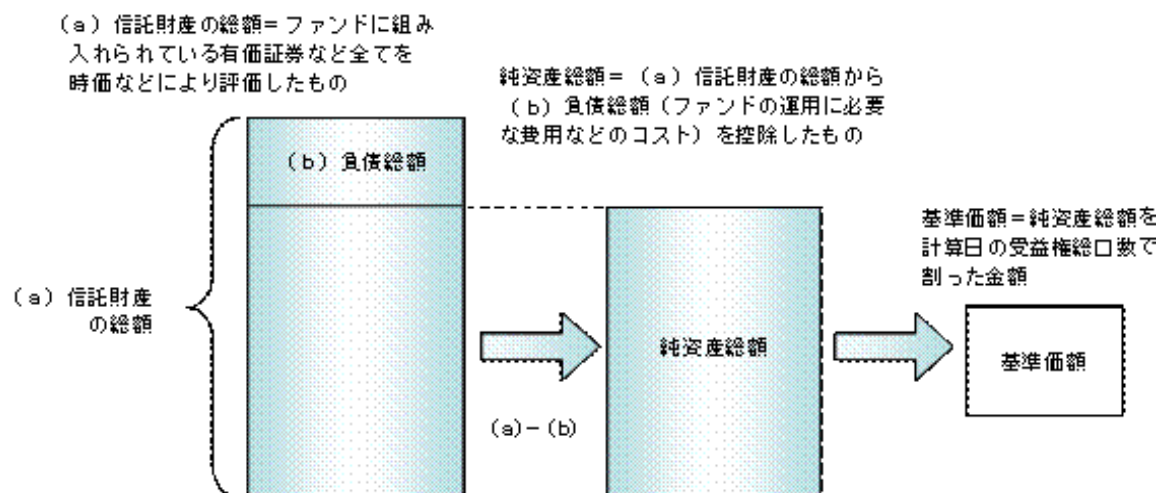 (a) 信託財産の総額=ファンドに組み
入れられている有価証券など全てを
時価などにより評価したもの
純資産総額= (a) 信託財産の総額から
(b) 負債総額(ファンドの運用に必要
な費用などのコスト)を控除したもの
(b) 負債総額
基準価額=純資産総額を
計算日の受益権総口数で
割った金額
(a) 信託財産
の総額
純資産総額
基準価額
(a)-(b)